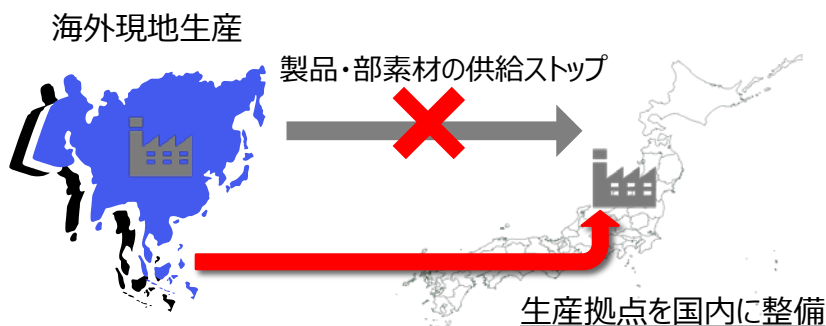 海外現地生産
製品・部素材の供給ストップ
生産拠点を国内に整備